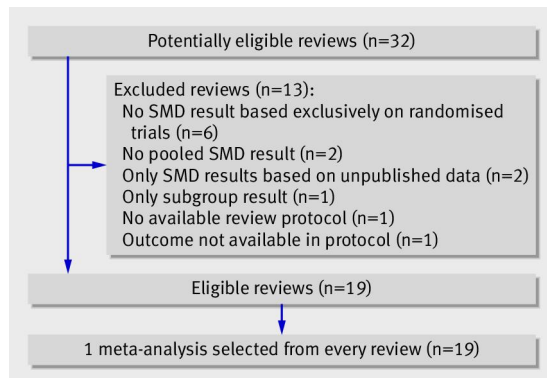 Potentially eligible reviews (n=32)
Excluded reviews (n=13):
No SMD result based exclusively on randomised
trials (n=6)
No pooled SMD result (n=2)
Only SMD results based on unpublished data (n=2)
Only subgroup result (n=1)
No available review protocol (n=1)
Outcome not available in protocol (n=1)
Eligible reviews (n=19)
1 meta-analysis selected from every review (n=19)